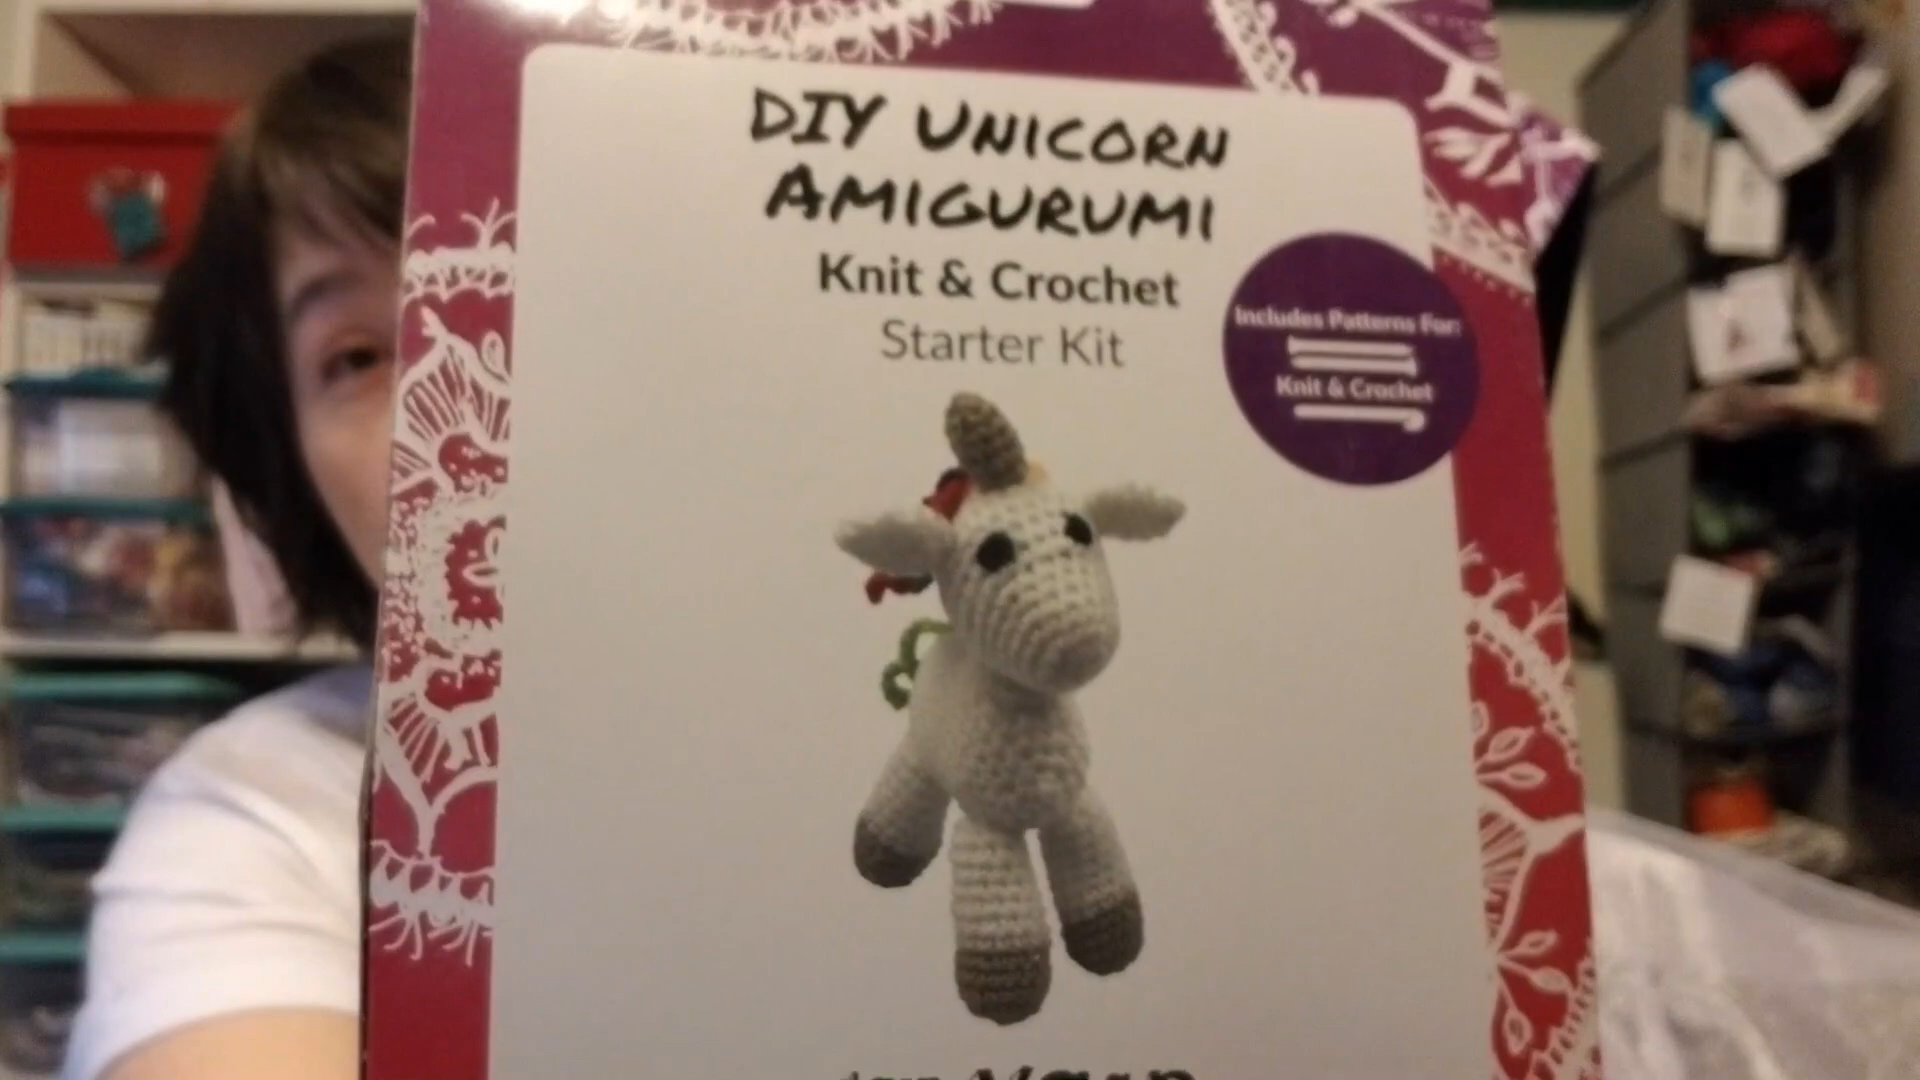 DIY UNICORN
AMIGURUMI
Knit & Crochet
Starter Kit
Includes Patterns For:
Knit & Crochet